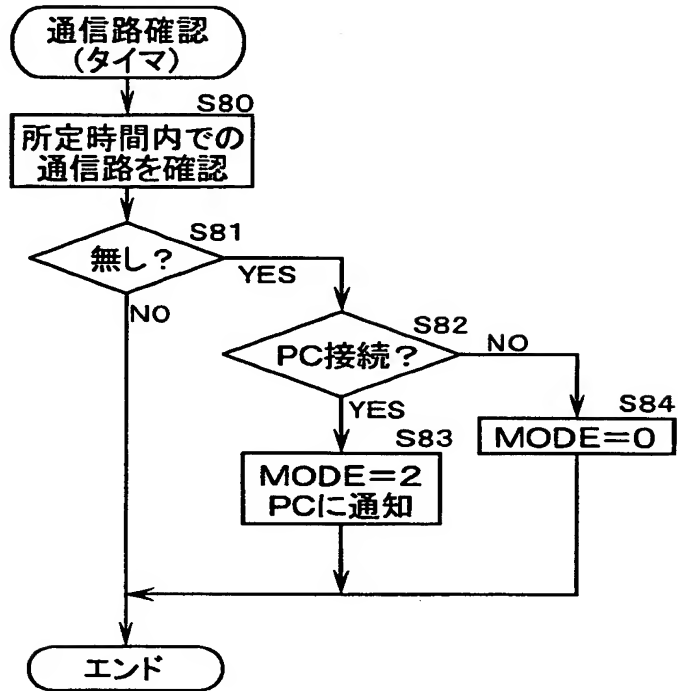 通信路確認
(タイマ)
S80
所定時間内での
通信路を確認
S81
無し?
YES
NO
S82
PC接続?
NO
YES
S84
MODE=0
S83
MODE=2
PCに通知
エンド